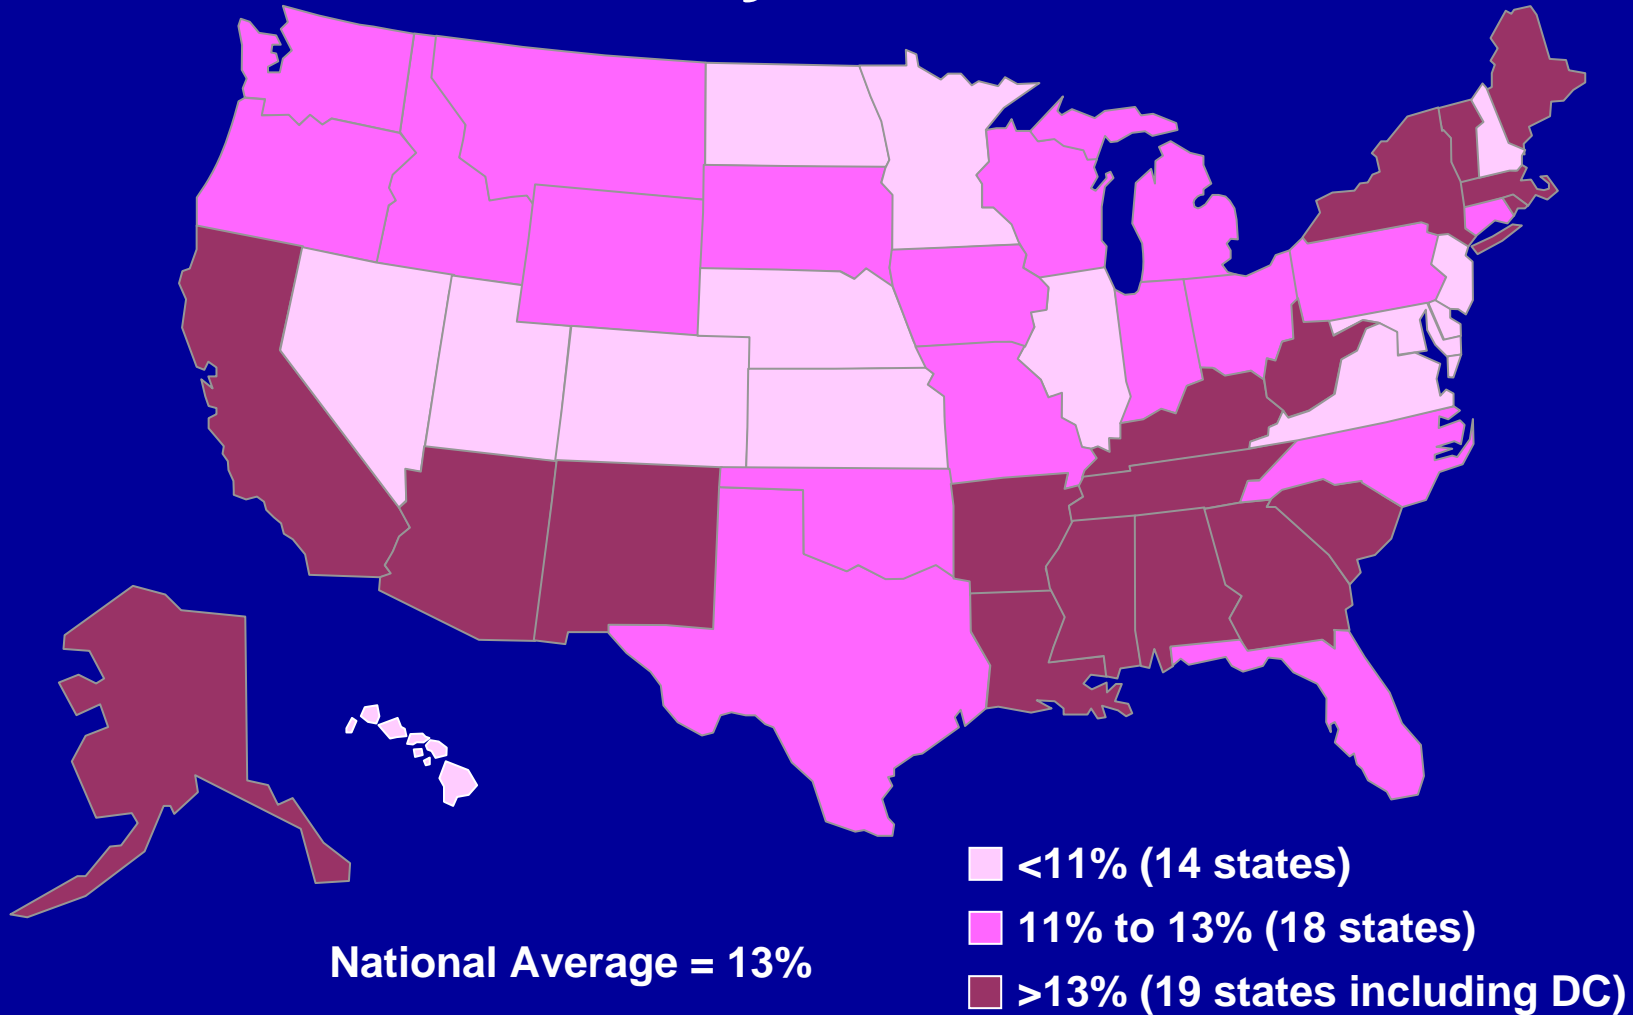 <11% (14 states)
11% to 13% (18 states)
National Average = 13%
>13% (19 states including DC)